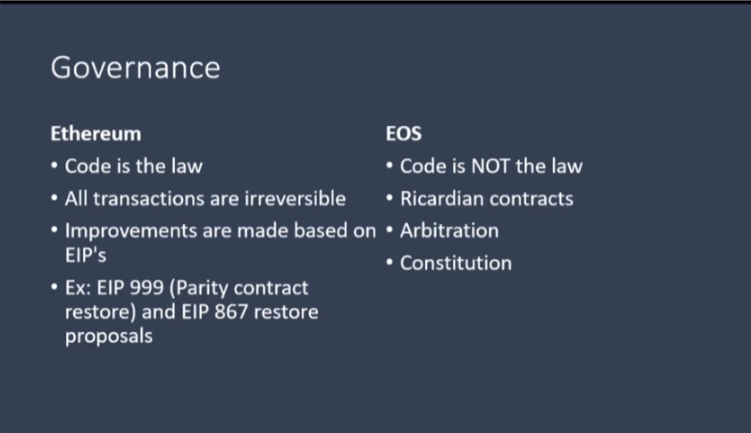 Governance
Ethereum
• Code is the law
• All transactions are irreversible
• Improvements are made based on
EIP's
• Ex: EIP 999 (Parity contract
restore) and EIP 867 restore
proposals
EOS
• Code is NOT the law
• Ricardian contracts
• Arbitration
• Constitution